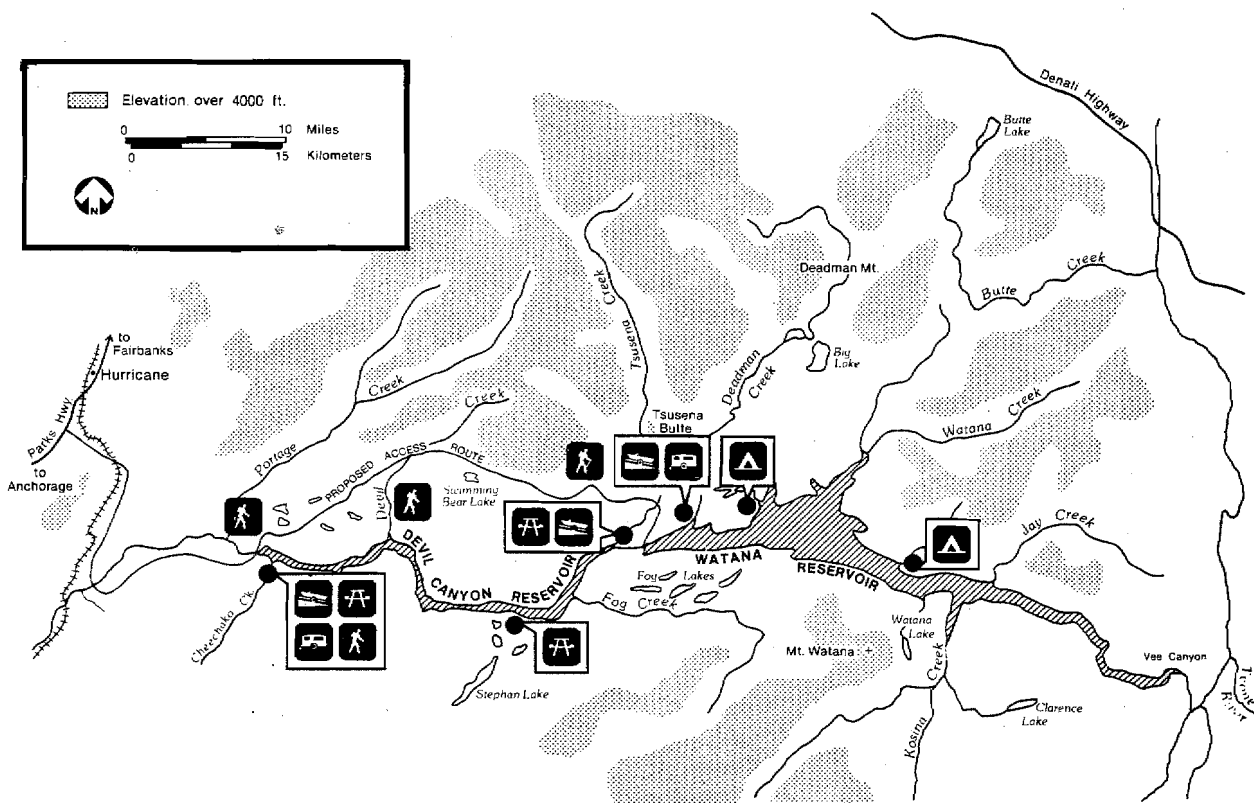 Elevation over 4000 ft.
0 10 Miles
0 15 Kilometers
N
Denali Highway
Butte
Lake
Butte Creek
Deadman Mt.
Big
Lake
Deadman
Creek
Tsusena Creek
Tsusena
Butte
Watana Creek
to
Fairbanks
Hurricane
Parks Hwy
to
Anchorage
Portage Creek
Devil Creek
PROPOSED ACCESS ROUTE
Swimming
Bear Lake
DEVIL
CANYON RESERVOIR
WATANA
RESERVOIR
Jay Creek
Fog Lakes
Fog Creek
Cheechako Ck.
Stephan Lake
Watana
Lake
Mt. Watana +
Kosina Creek
Clarence
Lake
Vee Canyon
River